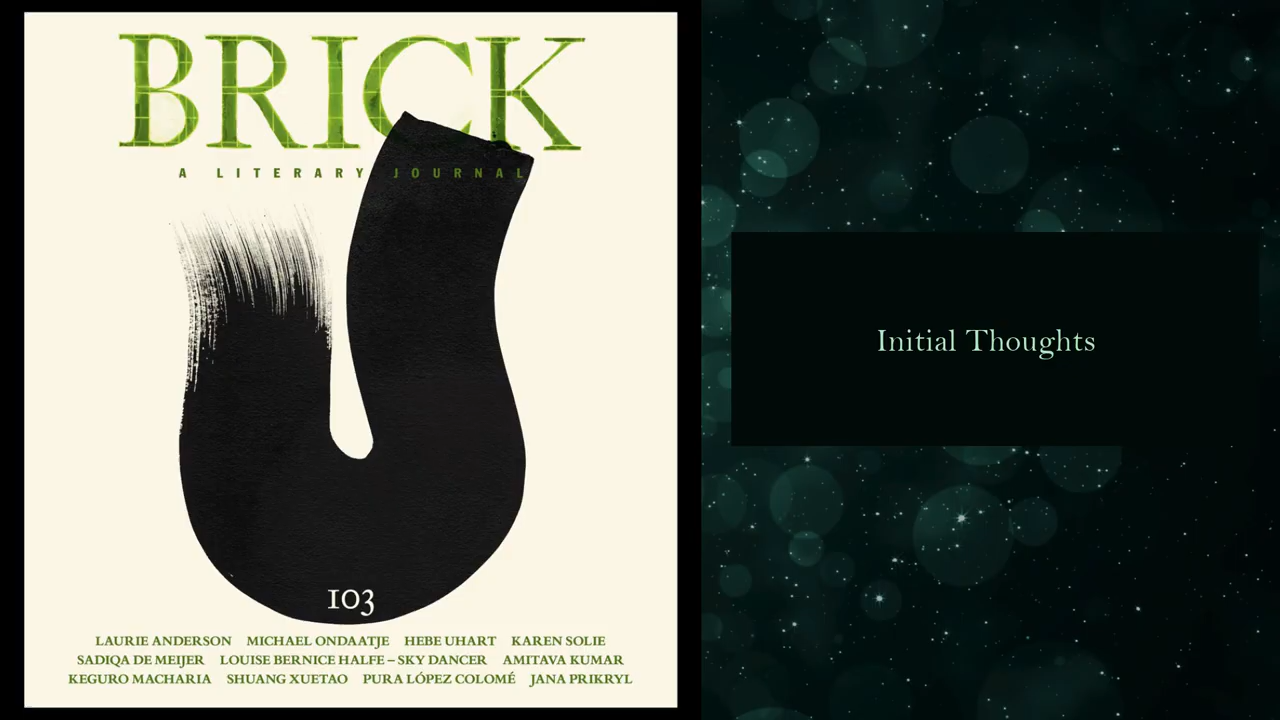 BRICK
A LITERARY JOURNAL
103
LAURIE ANDERSON MICHAEL ONDAATJE HEBE UHART KAREN SOLIE
SADIQA DE MEIJER LOUISE BERNICE HALFE – SKY DANCER AMITAVA KUMAR
KEGURO MACHARIA SHUANG XUETAO PURA LÓPEZ COLOMÉ JANA PRIKRYL
Initial Thoughts